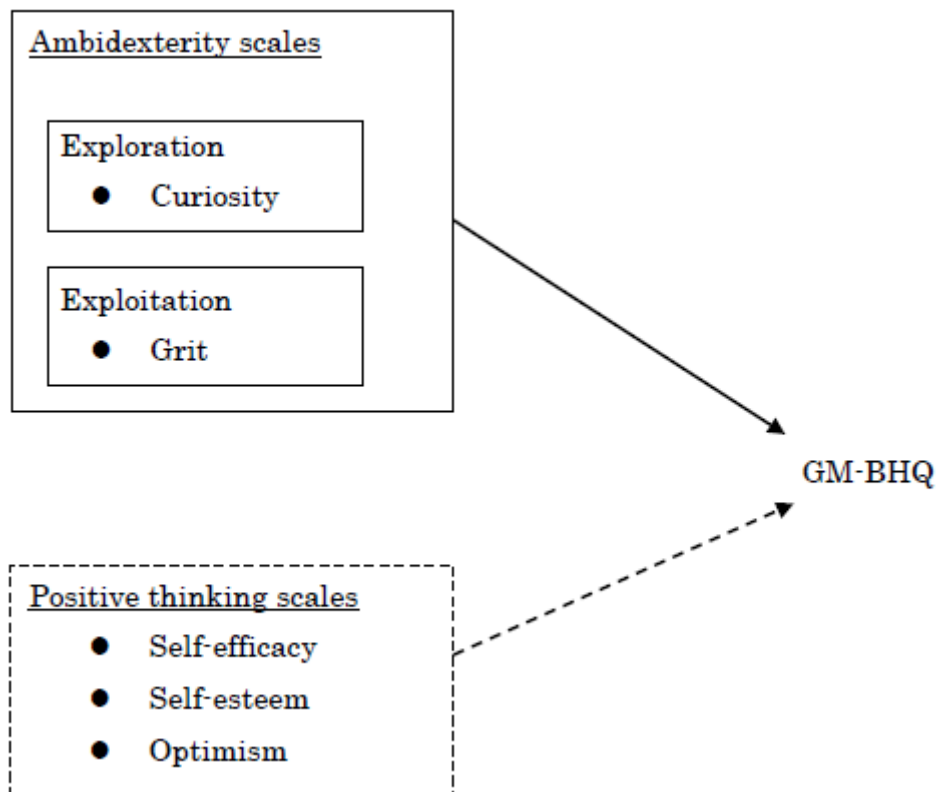 Ambidexterity scales
Exploration
● Curiosity
Exploitation
● Grit
GM-BHQ
Positive thinking scales
● Self-efficacy
● Self-esteem
● Optimism